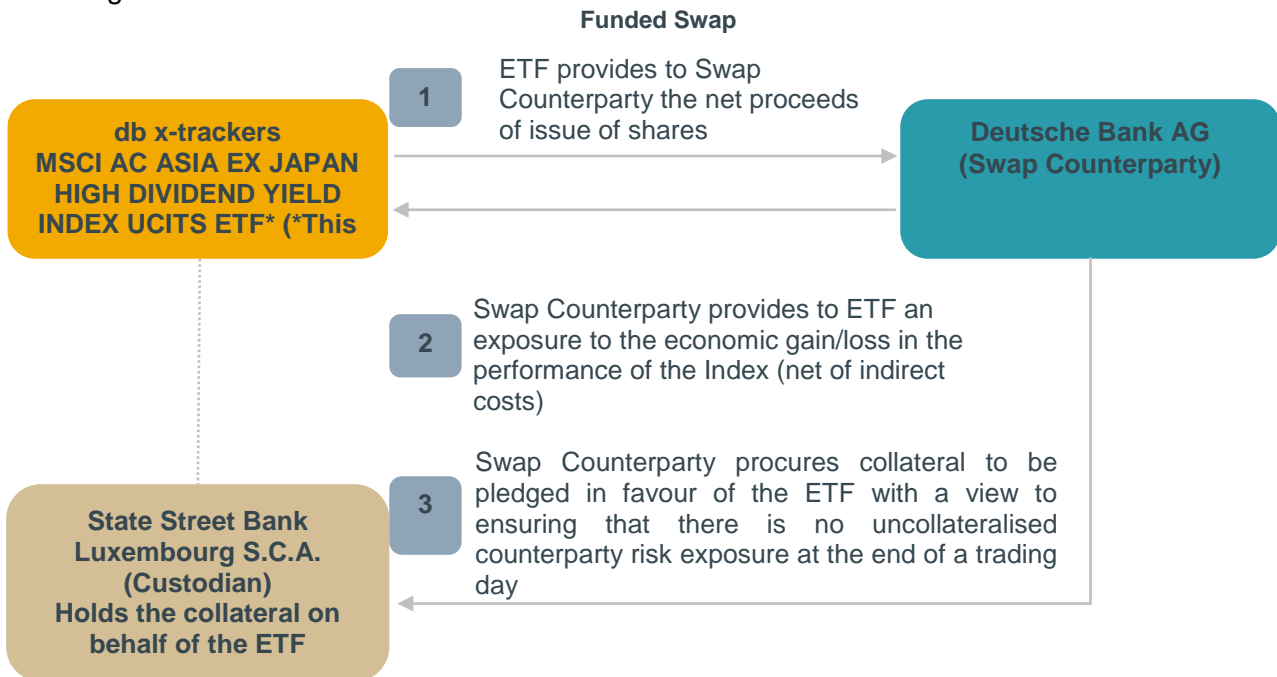 Funded Swap
1
ETF provides to Swap
Counterparty the net proceeds
of issue of shares
db x-trackers
MSCI AC ASIA EX JAPAN
HIGH DIVIDEND YIELD
INDEX UCITS ETF* (*This
Deutsche Bank AG
(Swap Counterparty)
2
Swap Counterparty provides to ETF an
exposure to the economic gain/loss in the
performance of the Index (net of indirect
costs)
3
Swap Counterparty procures collateral to be
pledged in favour of the ETF with a view to
ensuring that there is no uncollateralised
counterparty risk exposure at the end of a trading
day
State Street Bank
Luxembourg S.C.A.
(Custodian)
Holds the collateral on
behalf of the ETF